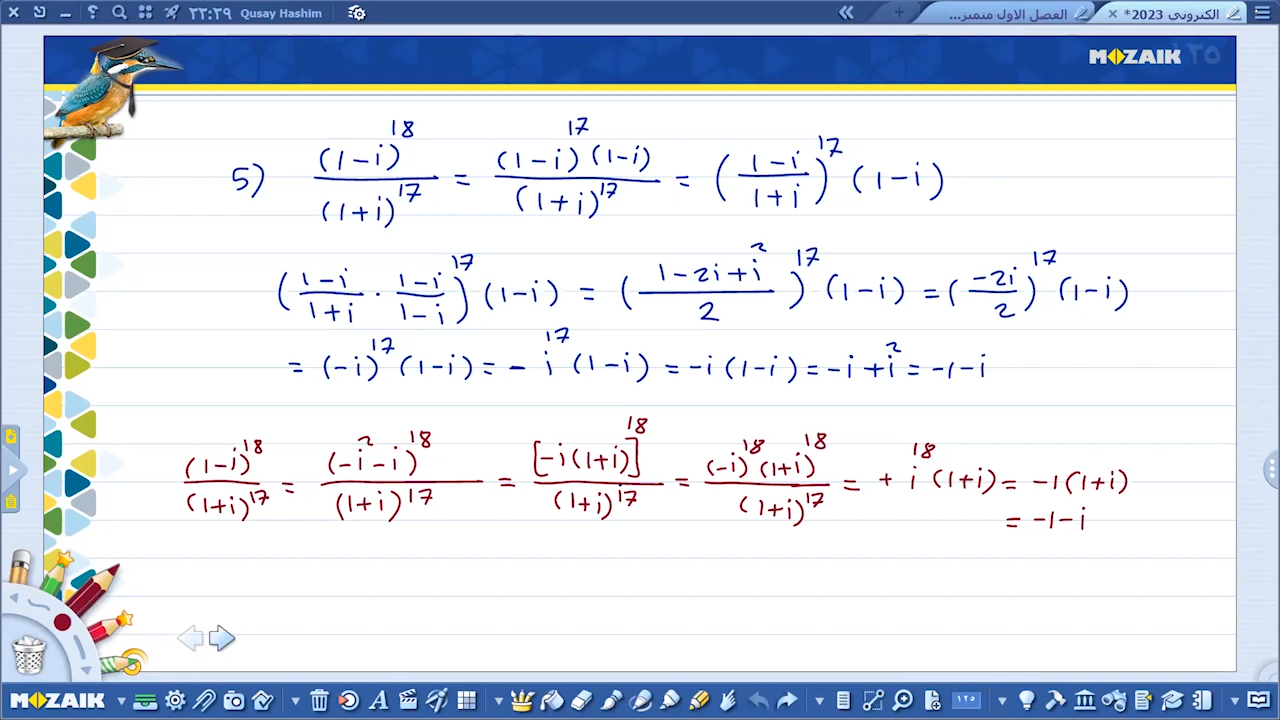 ٢٢:٢٩ Qusay Hashim
الفصل الاول متميز...
الكتروني 2023*
MOZAIK
١٢٥
5) (1-i)^18 / (1+i)^17 = (1-i)^17 (1-i) / (1+i)^17 = ((1-i)/(1+i))^17 (1-i)
((1-i)/(1+i) · (1-i)/(1-i))^17 (1-i) = ((1-2i+i^2)/2)^17 (1-i) = (-2i/2)^17 (1-i)
= (-i)^17 (1-i) = -i^17 (1-i) = -i(1-i) = -i+i^2 = -1-i
(1-i)^18 / (1+i)^17 = (-i^2-i)^18 / (1+i)^17 = [-i(1+i)]^18 / (1+i)^17 = (-i)^18 (1+i)^18 / (1+i)^17 = + i^18 (1+i) = -1(1+i)
= -1-i
MOZAIK
١٢٥